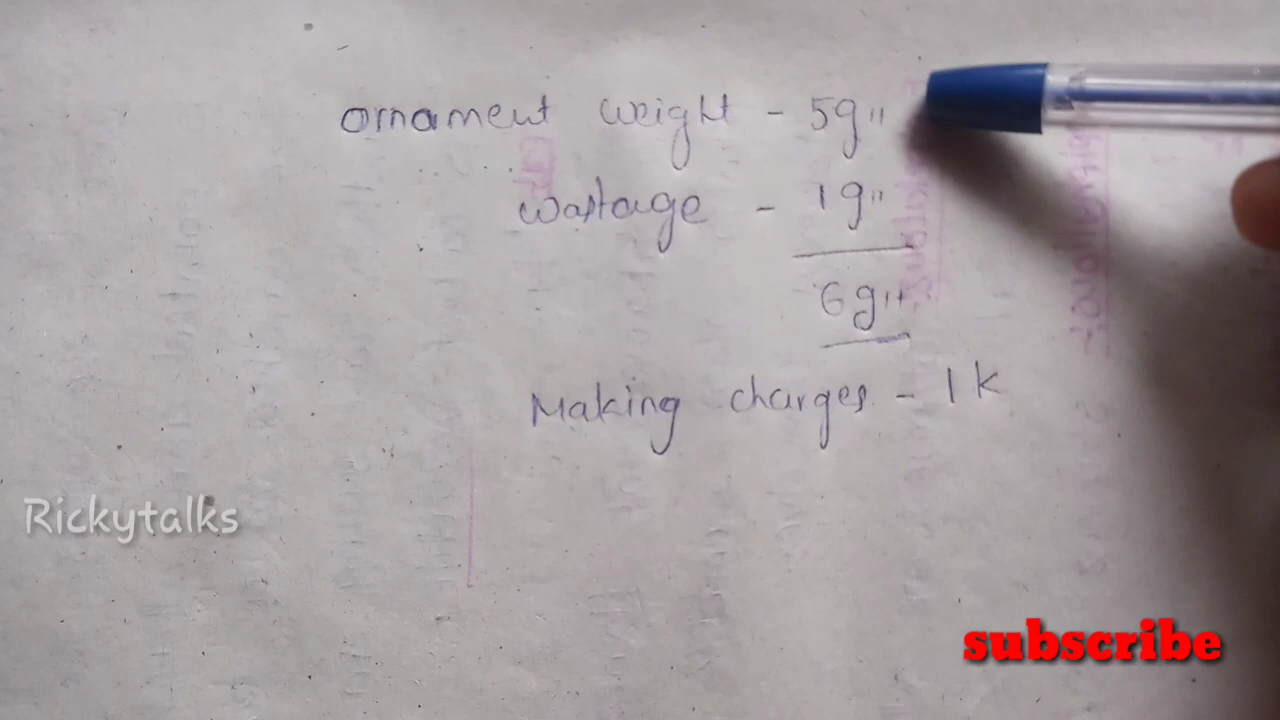 ornament weight - 5g"
wastage - 1g"
6g"
Making charges - 1k
Rickytalks
subscribe